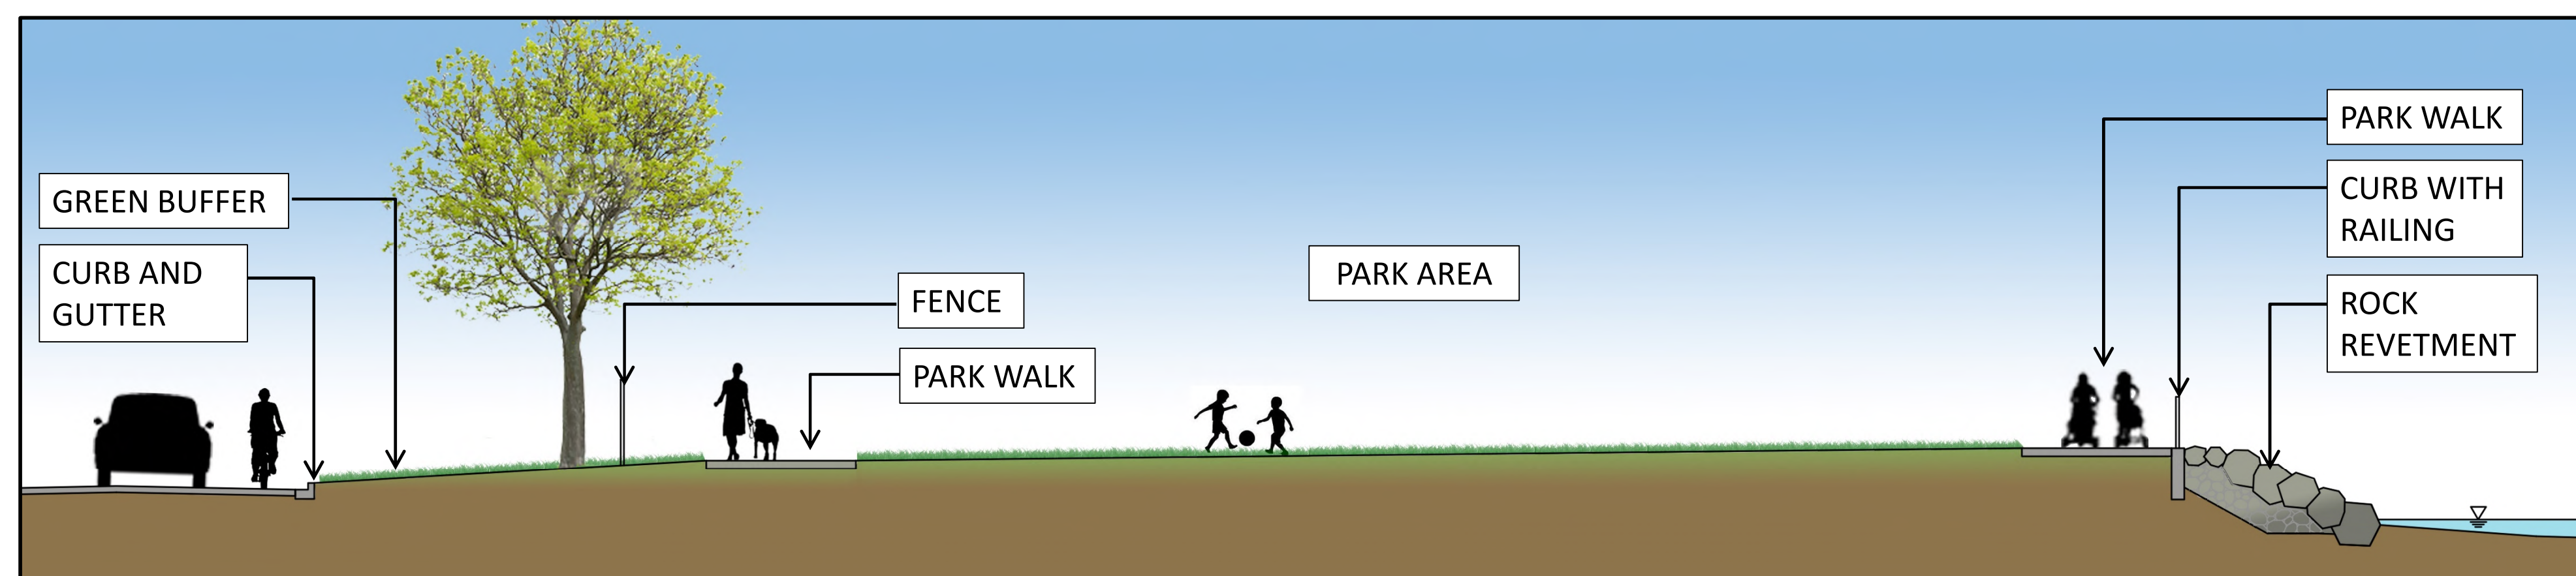 GREEN BUFFER
CURB AND
GUTTER
FENCE
PARK WALK
PARK AREA
PARK WALK
CURB WITH
RAILING
ROCK
REVETMENT